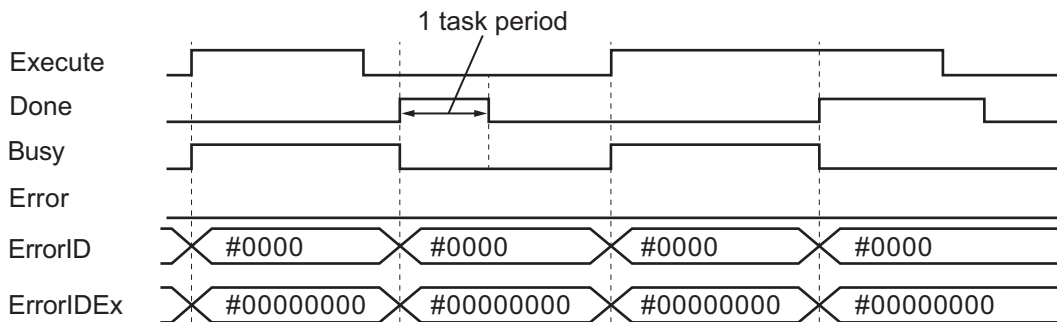 1 task period
Execute
Done
Busy
Error
ErrorID #0000 #0000 #0000 #0000
ErrorIDEx #00000000 #00000000 #00000000 #00000000